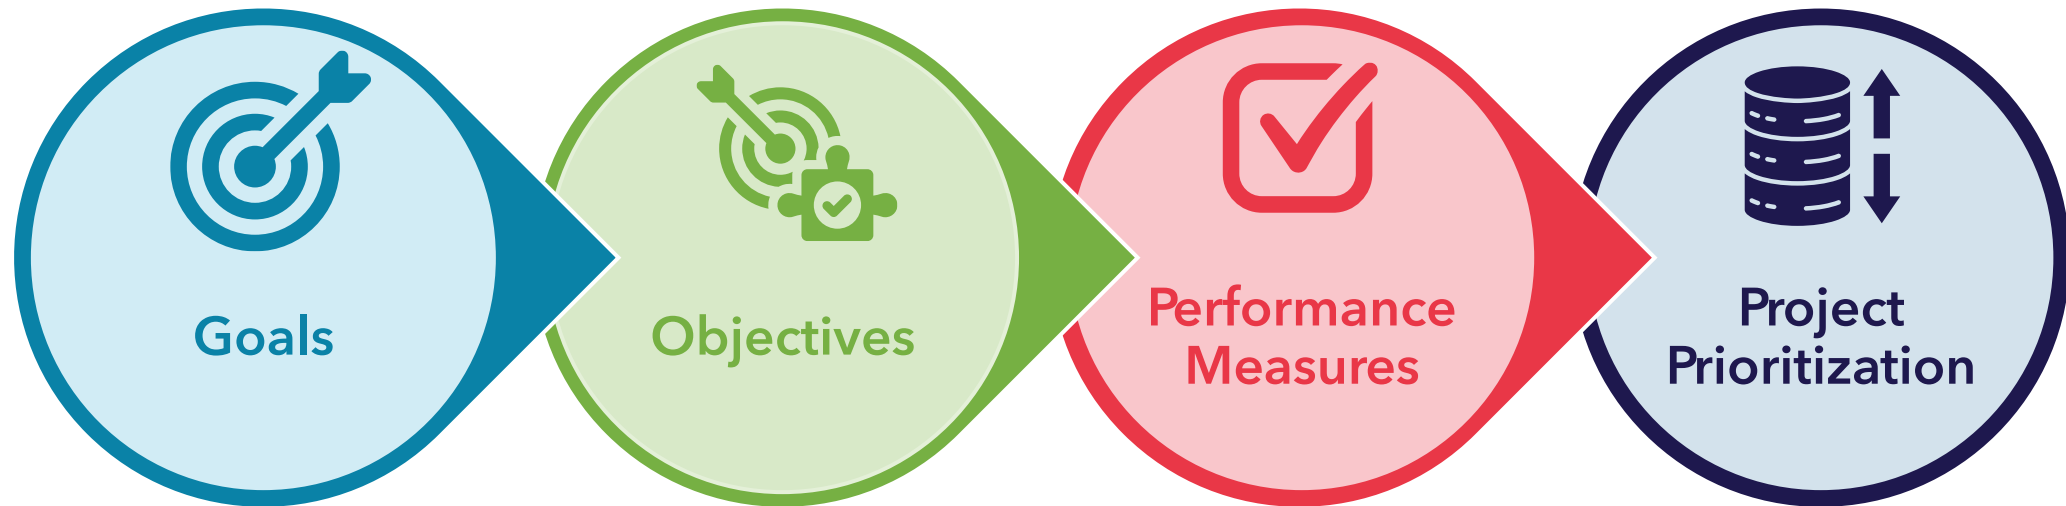 Goals
Objectives
Performance
Measures
Project
Prioritization